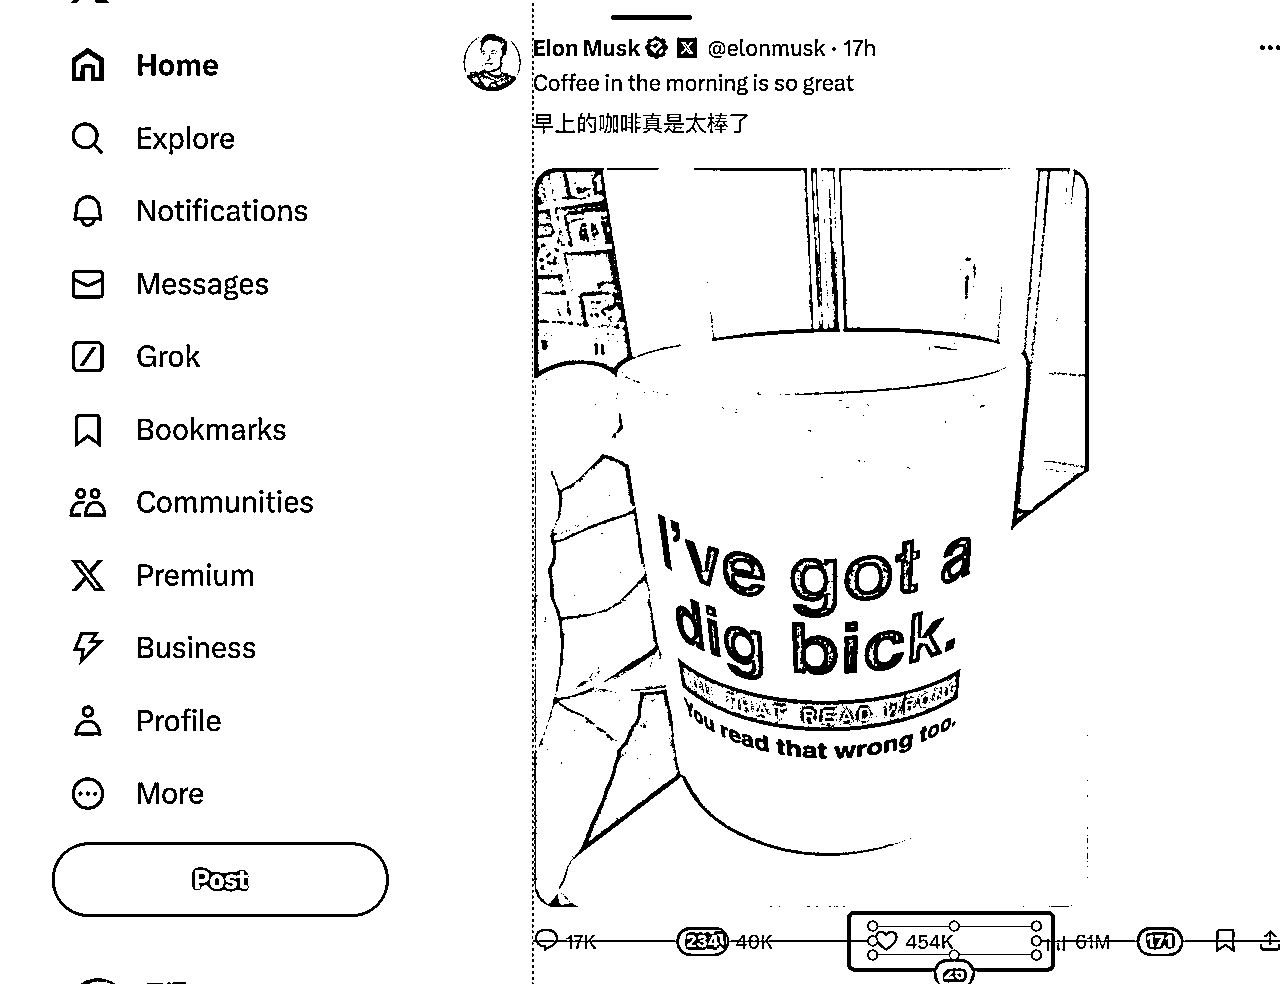 Home
Explore
Notifications
Messages
Grok
Bookmarks
Communities
Premium
Business
Profile
More
Post
Elon Musk @elonmusk · 17h
Coffee in the morning is so great
早上的咖啡真是太棒了
I've got a
dig bick.
THAT READ WRONG
You read that wrong too.
17K 234 40K 454K 61M 171